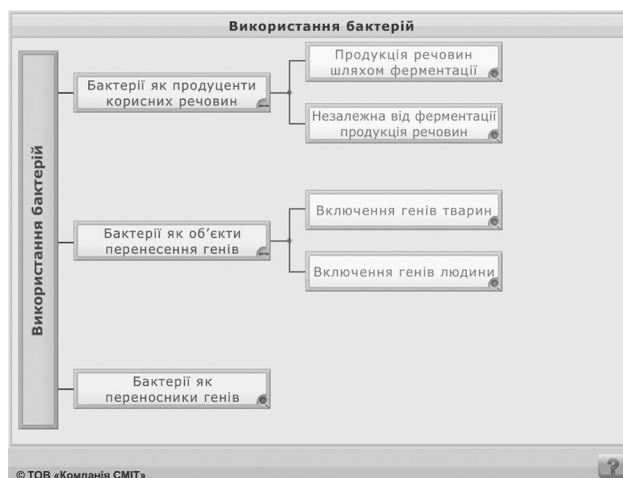 Використання бактерій
Використання бактерій
Бактерії як продуценти
корисних речовин
Продукція речовин
шляхом ферментації
Незалежна від ферментації
продукція речовин
Бактерії як об’єкти
перенесення генів
Включення генів тварин
Включення генів людини
Бактерії як
переносники генів
?
© ТОВ «Компанія СМІТ»